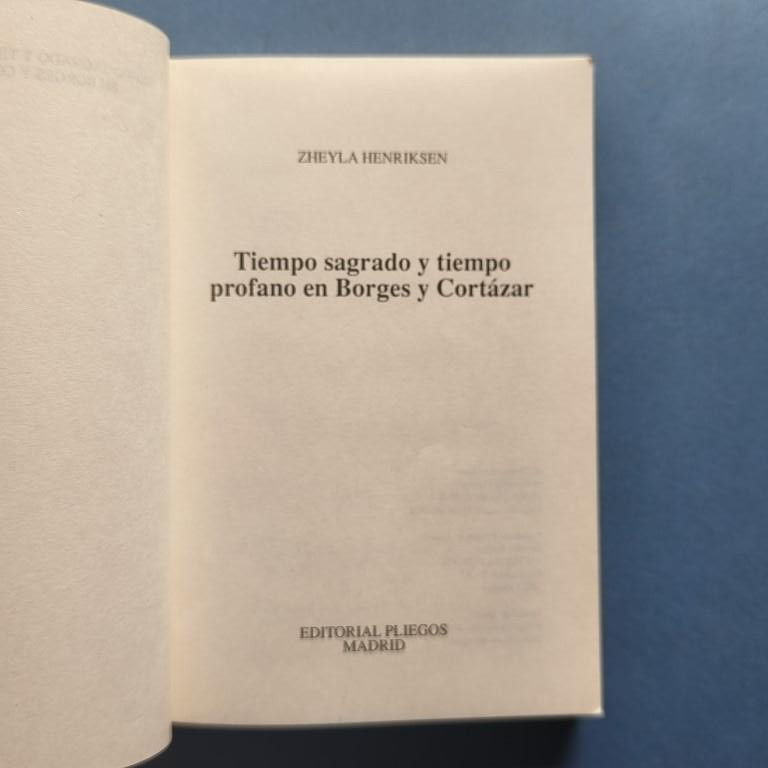 ZHEYLA HENRIKSEN
Tiempo sagrado y tiempo
profano en Borges y Cortázar
EDITORIAL PLIEGOS
MADRID